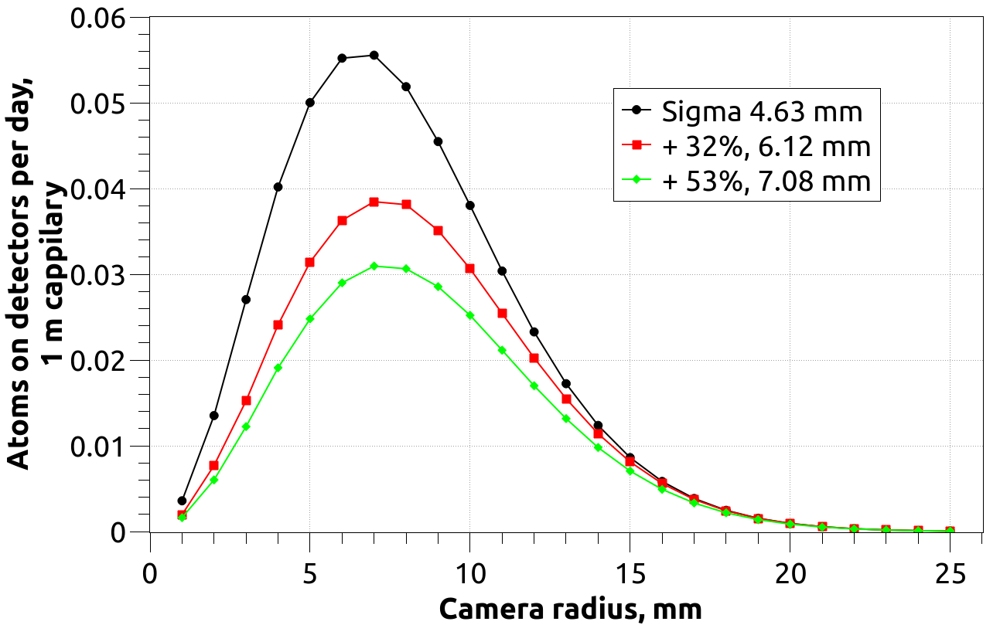 0.06
0.05
0.04
0.03
0.02
0.01
0
Atoms on detectors per day,
1 m cappilary
Sigma 4.63 mm
+ 32%, 6.12 mm
+ 53%, 7.08 mm
0 5 10 15 20 25
Camera radius, mm